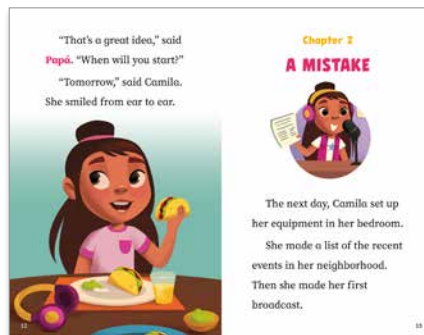 “That’s a great idea,” said
Papá. “When will you start?”
“Tomorrow,” said Camila.
She smiled from ear to ear.
12
Chapter 2
A MISTAKE
The next day, Camila set up
her equipment in her bedroom.
She made a list of the recent
events in her neighborhood.
Then she made her first
broadcast.
13